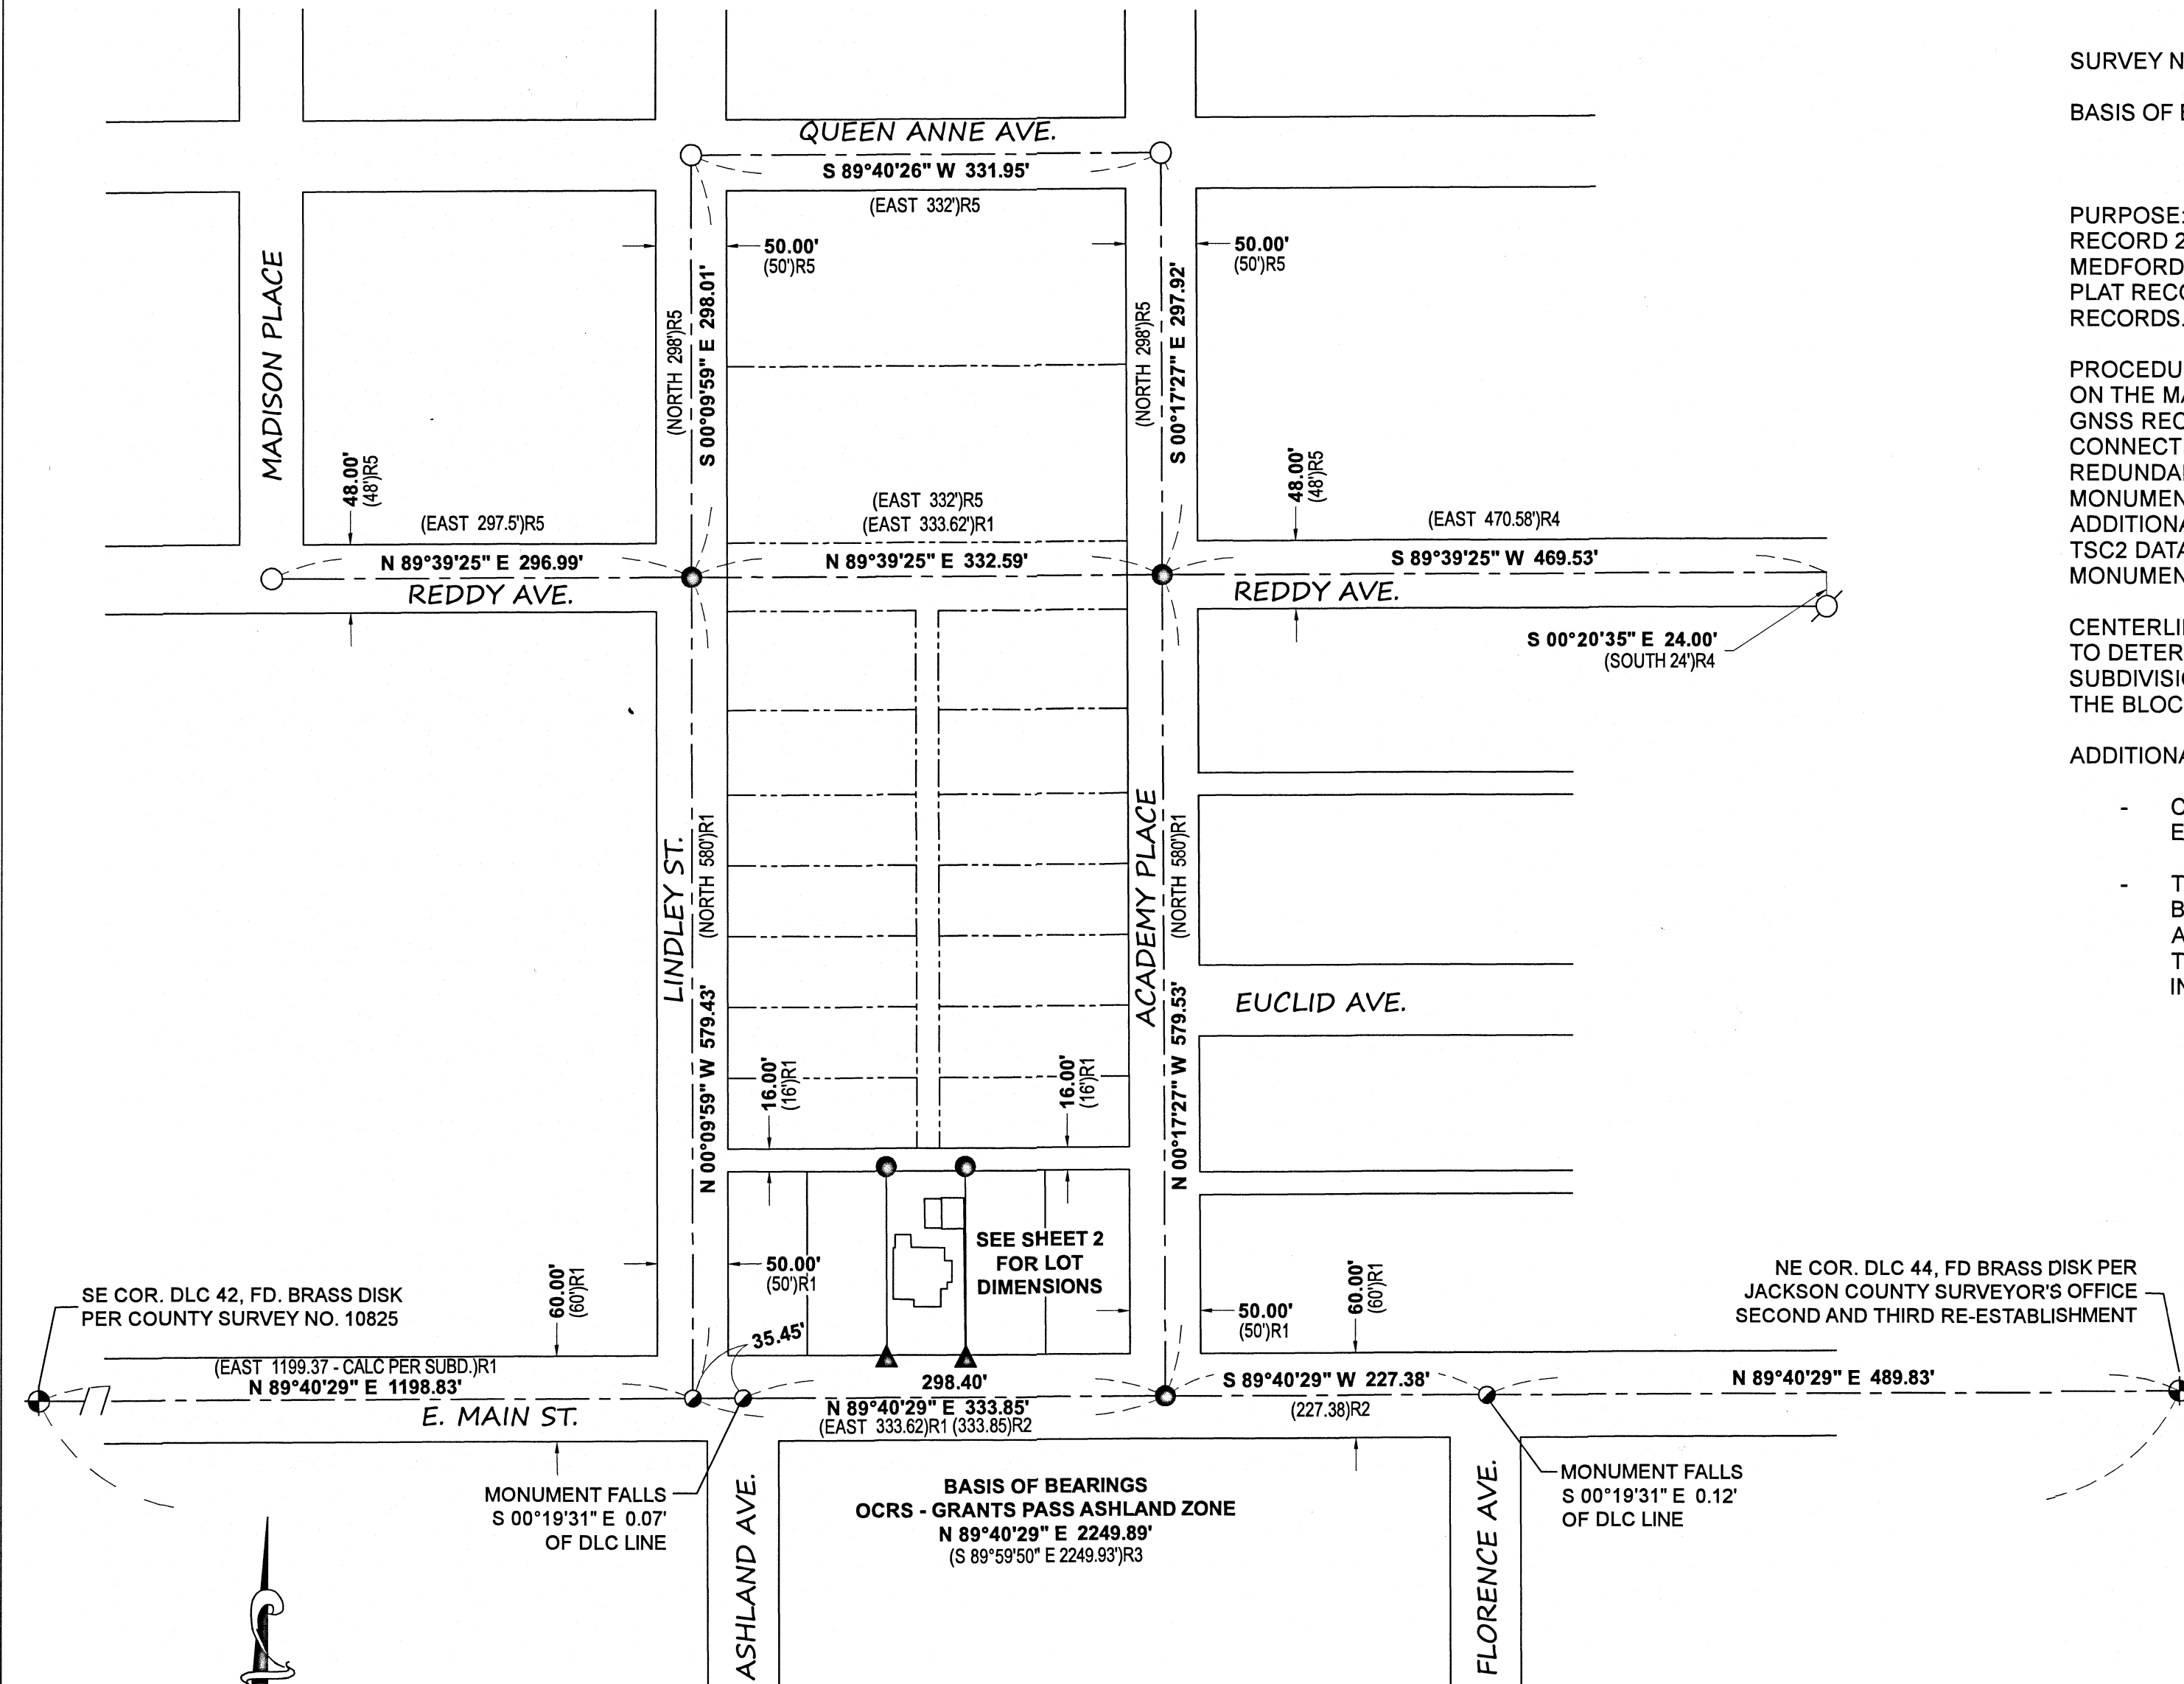 QUEEN ANNE AVE.
S 89°40'26" W 331.95'
(EAST 332')R5
50.00'
(50')R5
50.00'
(50')R5
MADISON PLACE
(NORTH 298')R5
S 00°09'59" E 298.01'
(NORTH 298')R5
S 00°17'27" E 297.92'
48.00'
(48')R5
(EAST 297.5')R5
N 89°39'25" E 296.99'
REDDY AVE.
(EAST 332')R5
(EAST 333.62')R1
N 89°39'25" E 332.59'
48.00'
(48')R5
(EAST 470.58')R4
S 89°39'25" W 469.53'
REDDY AVE.
S 00°20'35" E 24.00'
(SOUTH 24')R4
LINDLEY ST.
(NORTH 580')R1
N 00°09'59" W 579.43'
ACADEMY PLACE
(NORTH 580')R1
N 00°17'27" W 579.53'
EUCLID AVE.
16.00'
(16')R1
16.00'
(16')R1
SEE SHEET 2
FOR LOT
DIMENSIONS
50.00'
(50')R1
50.00'
(50')R1
60.00'
(60')R1
60.00'
(60')R1
SE COR. DLC 42, FD. BRASS DISK
PER COUNTY SURVEY NO. 10825
NE COR. DLC 44, FD BRASS DISK PER
JACKSON COUNTY SURVEYOR'S OFFICE
SECOND AND THIRD RE-ESTABLISHMENT
35.45'
(EAST 1199.37 - CALC PER SUBD.)R1
N 89°40'29" E 1198.83'
E. MAIN ST.
298.40'
N 89°40'29" E 333.85'
(EAST 333.62)R1 (333.85)R2
S 89°40'29" W 227.38'
(227.38)R2
N 89°40'29" E 489.83'
MONUMENT FALLS
S 00°19'31" E 0.07'
OF DLC LINE
ASHLAND AVE.
BASIS OF BEARINGS
OCRS - GRANTS PASS ASHLAND ZONE
N 89°40'29" E 2249.89'
(S 89°59'50" E 2249.93')R3
FLORENCE AVE.
MONUMENT FALLS
S 00°19'31" E 0.12'
OF DLC LINE
SURVEY N
BASIS OF
PURPOSE:
RECORD 2
MEDFORD
PLAT RECO
RECORDS.
PROCEDU
ON THE MA
GNSS REC
CONNECT
REDUNDA
MONUMEN
ADDITIONA
TSC2 DATA
MONUMEN
CENTERLI
TO DETER
SUBDIVISI
THE BLOC
ADDITIONA
- C
E
- T
B
A
T
IN